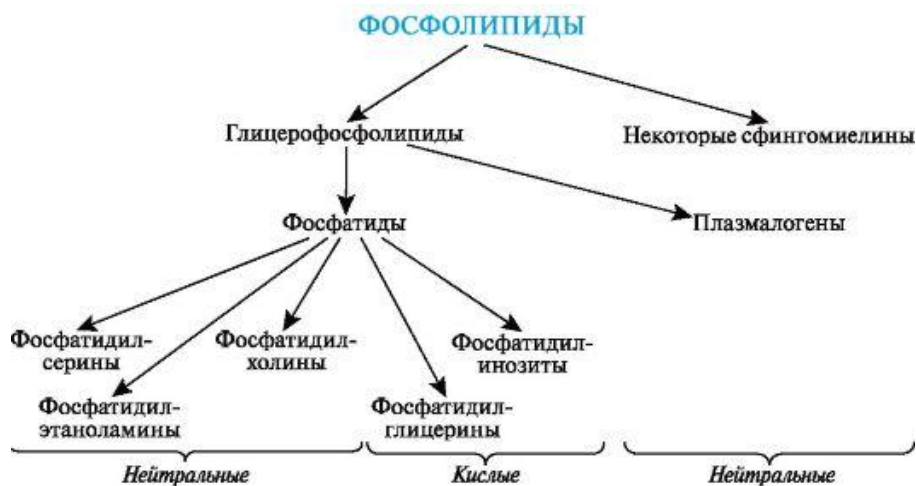 ФОСФОЛИПИДЫ
Глицерофосфолипиды
Некоторые сфингомиелины
Фосфатиды
Плазмалогены
Фосфатидил-
серины
Фосфатидил-
холины
Фосфатидил-
инозиты
Фосфатидил-
этаноламины
Фосфатидил-
глицерины
Нейтральные
Кислые
Нейтральные